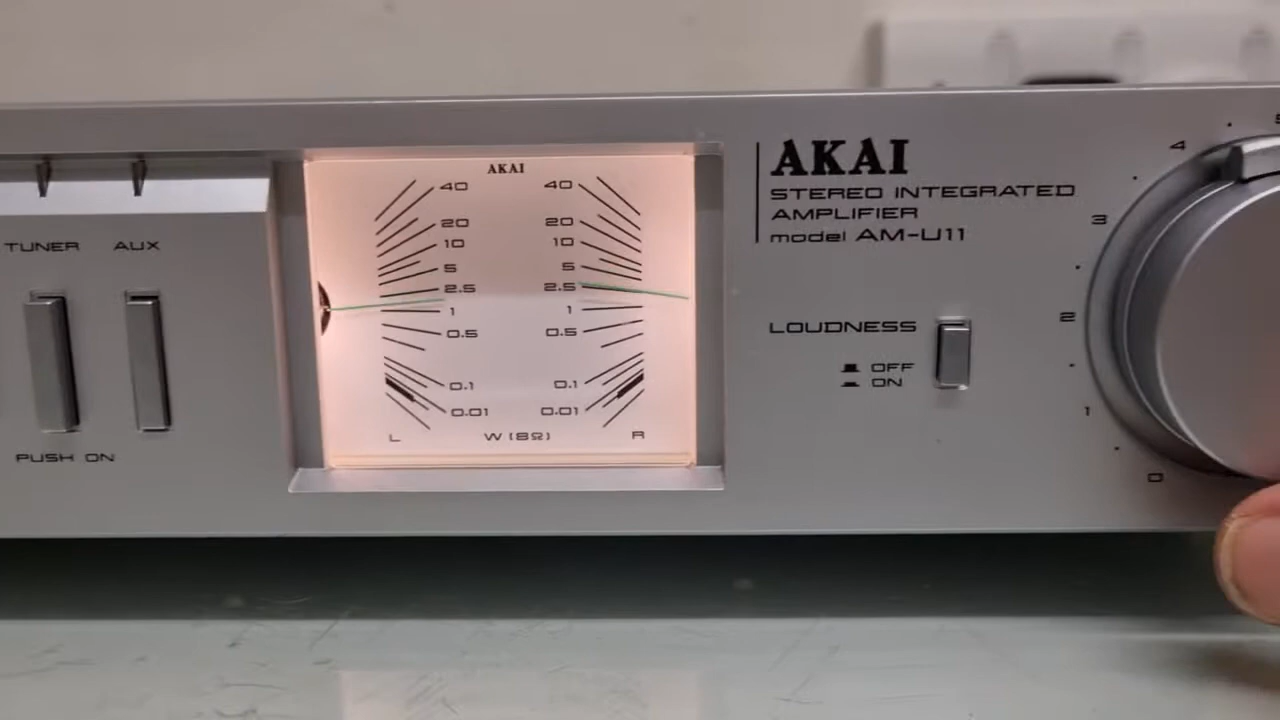 TUNER AUX
PUSH ON
AKAI
40 40
20 20
10 10
5 5
2.5 2.5
1 1
0.5 0.5
0.1 0.1
0.01 0.01
L W (8Ω) R
AKAI
STEREO INTEGRATED
AMPLIFIER
model AM-U11
LOUDNESS
OFF
ON
4
3
2
1
0